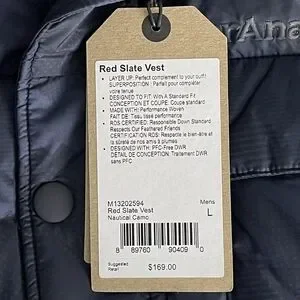 rAna
Red Slate Vest
• LAYER UP: Perfect complement to your outfit
SUPERPOSITION : Parfait pour compléter
votre tenue
• DESIGNED TO FIT: With A Standard Fit
CONCEPTION ET COUPE: Coupe standard
• MADE WITH: Performance Woven
FAIT DE: Tissu tissé performance
• RDS CERTIFIED: Responsible Down Standard
Respects Our Feathered Friends
CERTIFICATION RDS: Respecte le bien-être et
la sûreté de nos amis à plumes
• DESIGNED WITH: PFC-Free DWR
DÉTAIL DE CONCEPTION: Traitement DWR
sans PFC
M13202594 Mens
Red Slate Vest L
Nautical Camo
8 89760 90409 0
Suggested
Retail $169.00